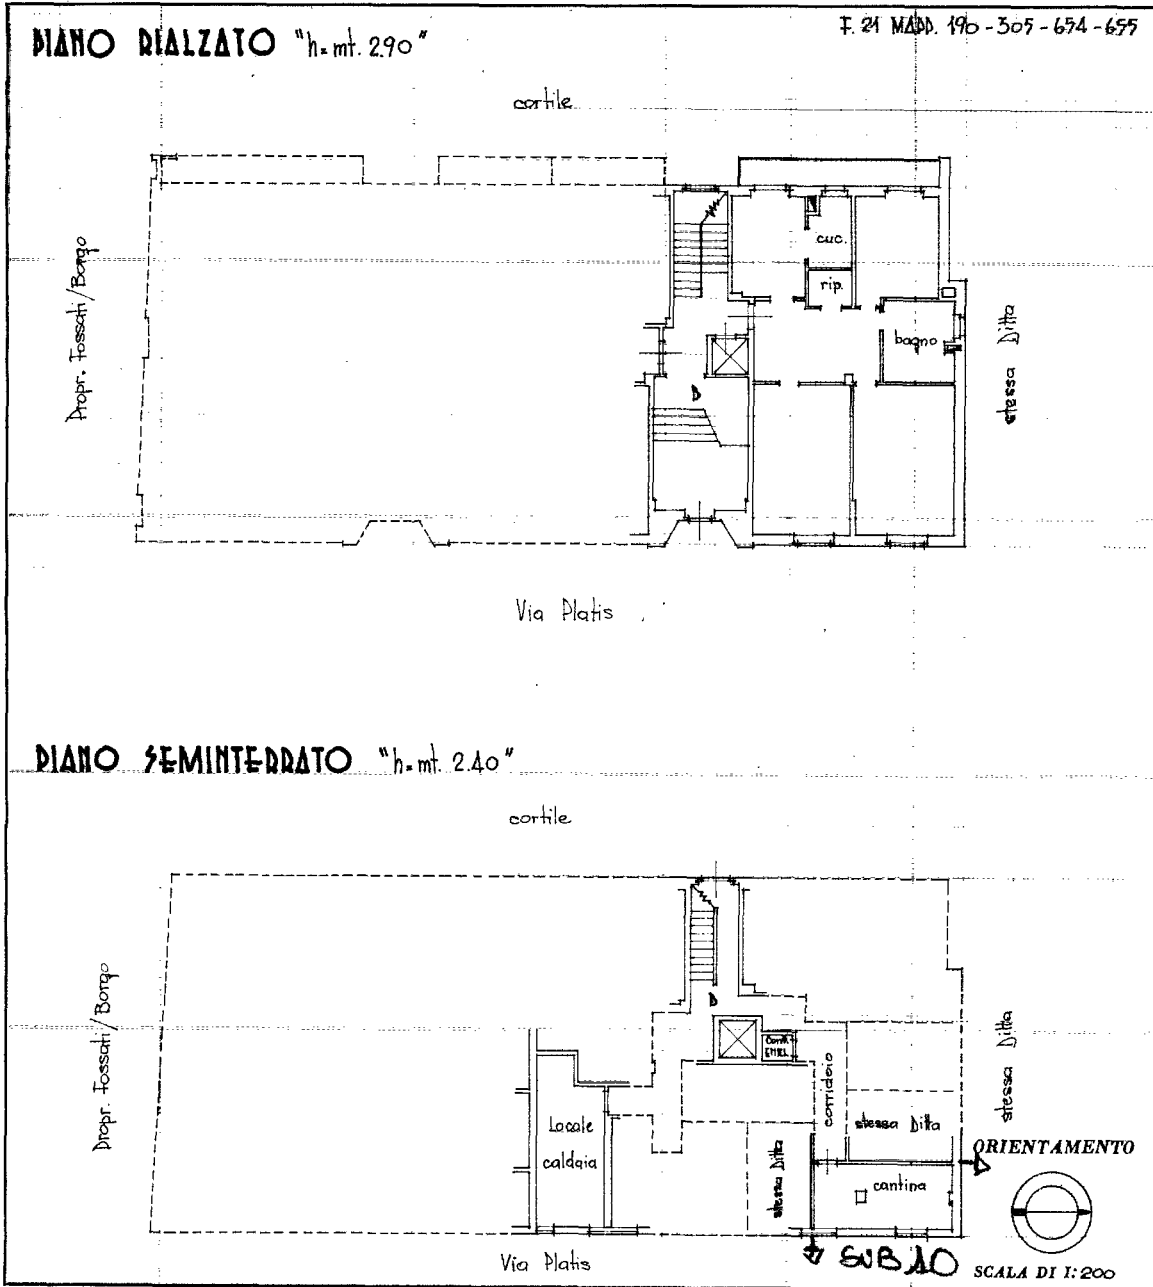 PIANO RIALZATO "h=mt. 2.90"
F. 21 MAPP. 190 - 305 - 654 - 655
cortile
Propr. Fossati/Borgo
cuc.
rip.
bagno
stessa Ditta
B
Via Platis
PIANO SEMINTERRATO "h=mt. 2.40"
cortile
Propr. Fossati/Borgo
B
Cont. ENEL
corridoio
stessa Ditta
stessa Ditta
Locale
caldaia
stessa Ditta
cantina
ORIENTAMENTO
Via Platis
SUB 10
SCALA DI 1:200